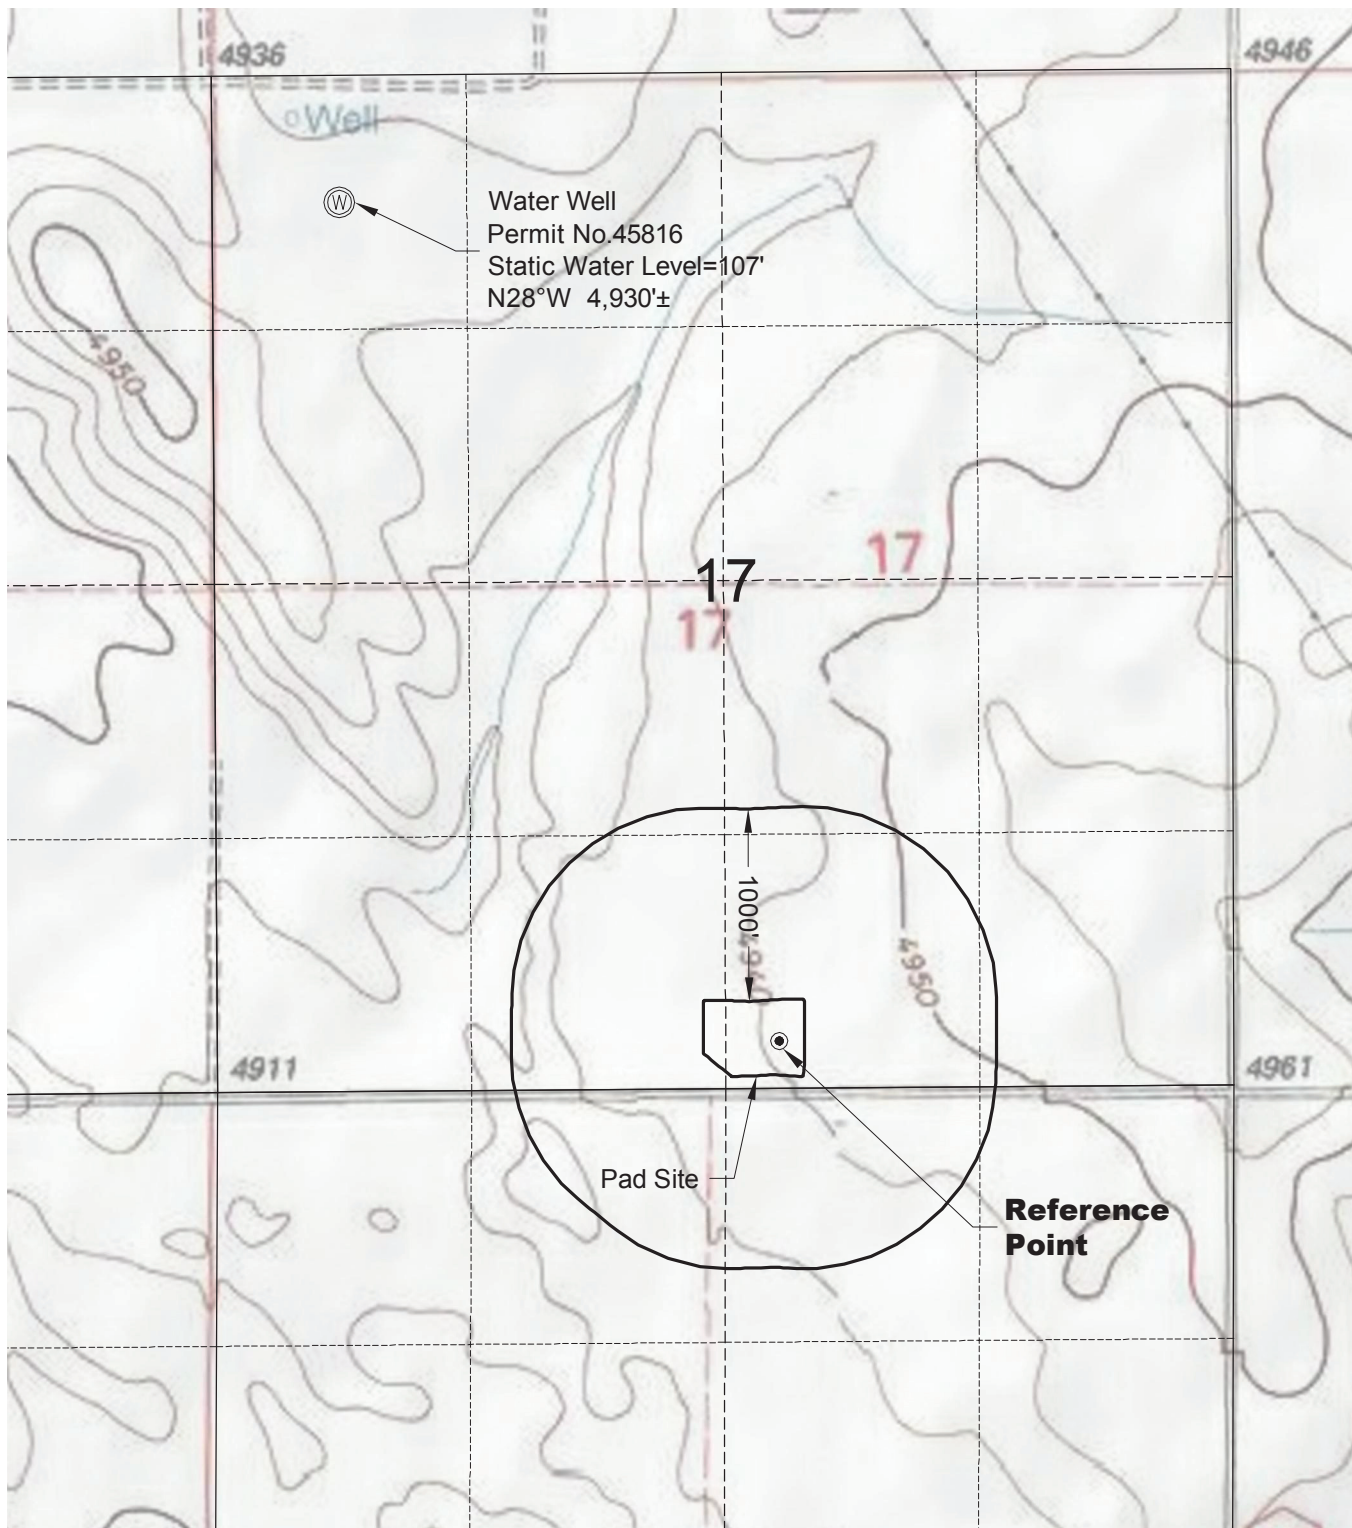 4936
4946
Well
W
Water Well
Permit No.45816
Static Water Level=107'
N28°W 4,930'±
4950
17
17
17
1000'
4940
4950
4911
4961
Pad Site
Reference
Point